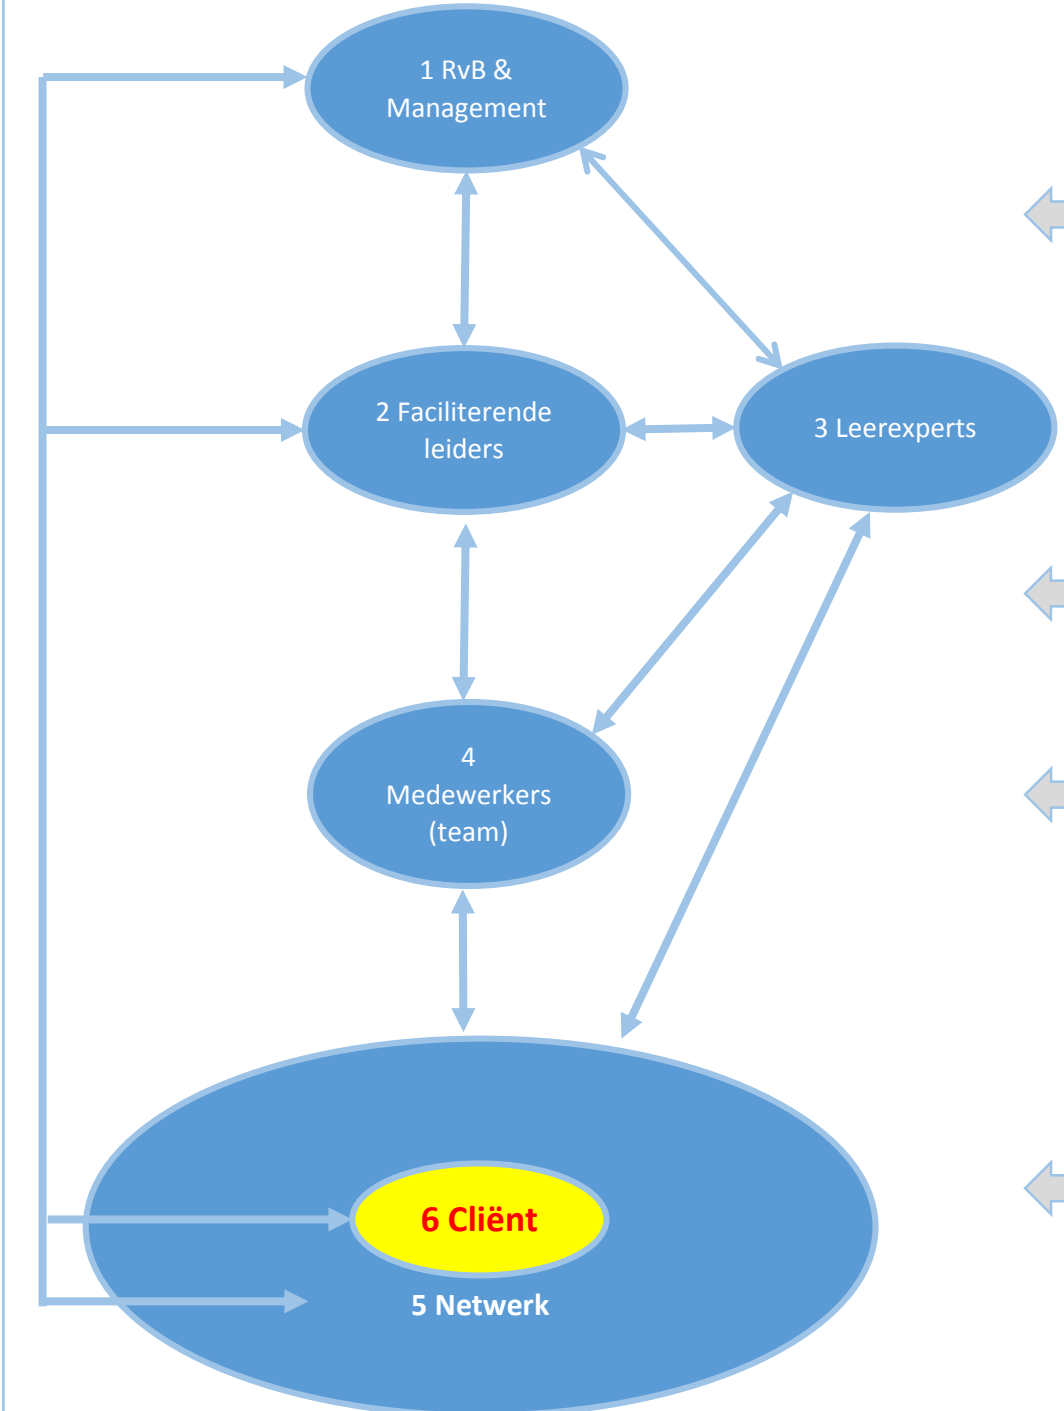 1 RvB &
Management
2 Faciliterende
leiders
3 Leerexperts
4
Medewerkers
(team)
6 Cliënt
5 Netwerk